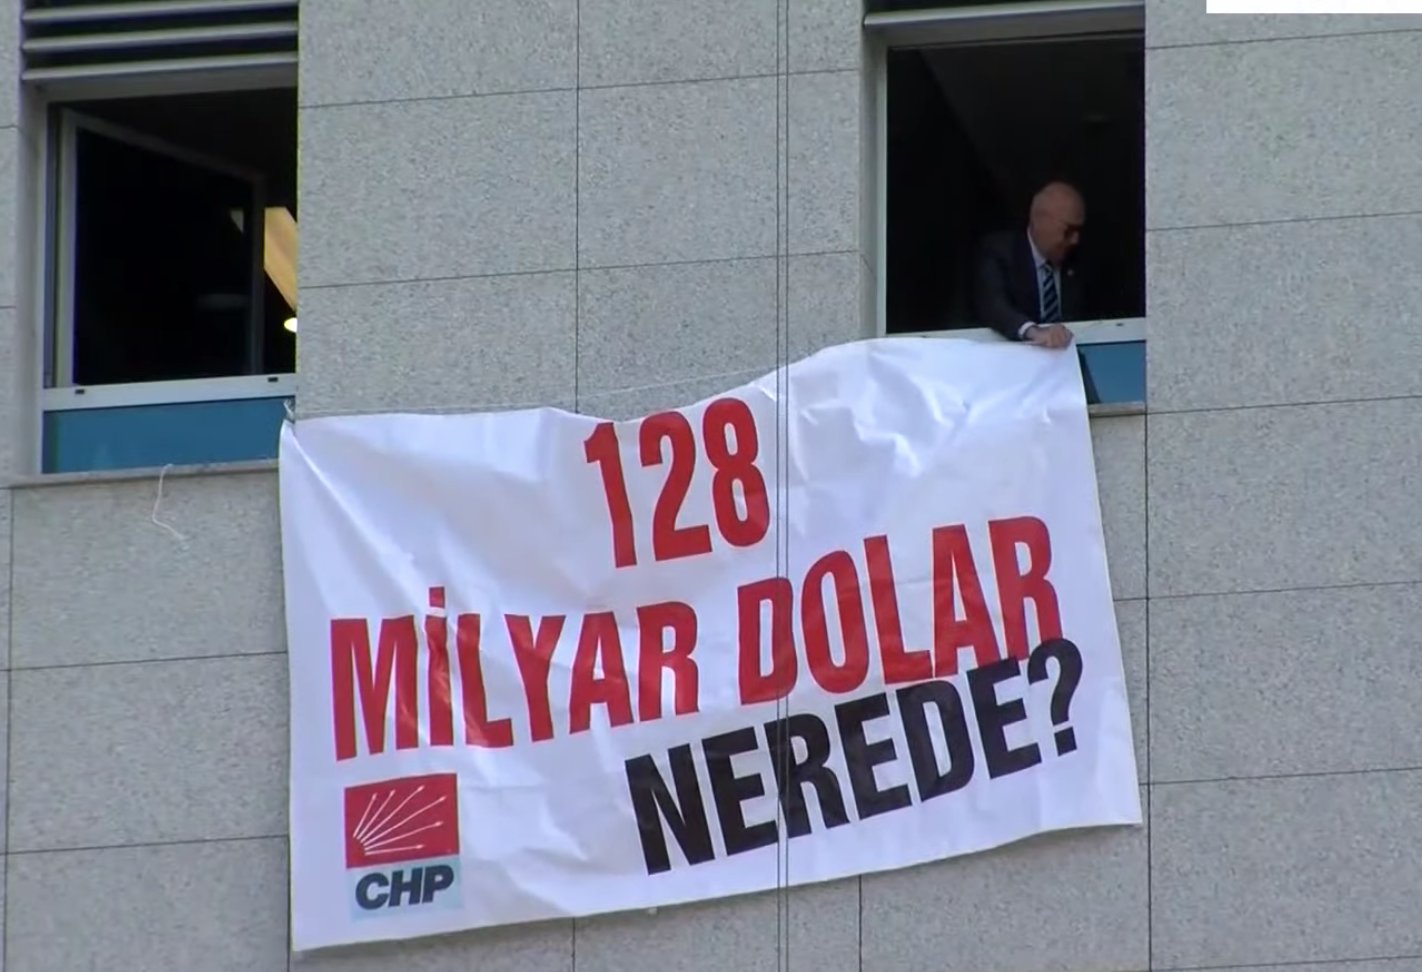 128
MİLYAR DOLAR
NEREDE?
CHP